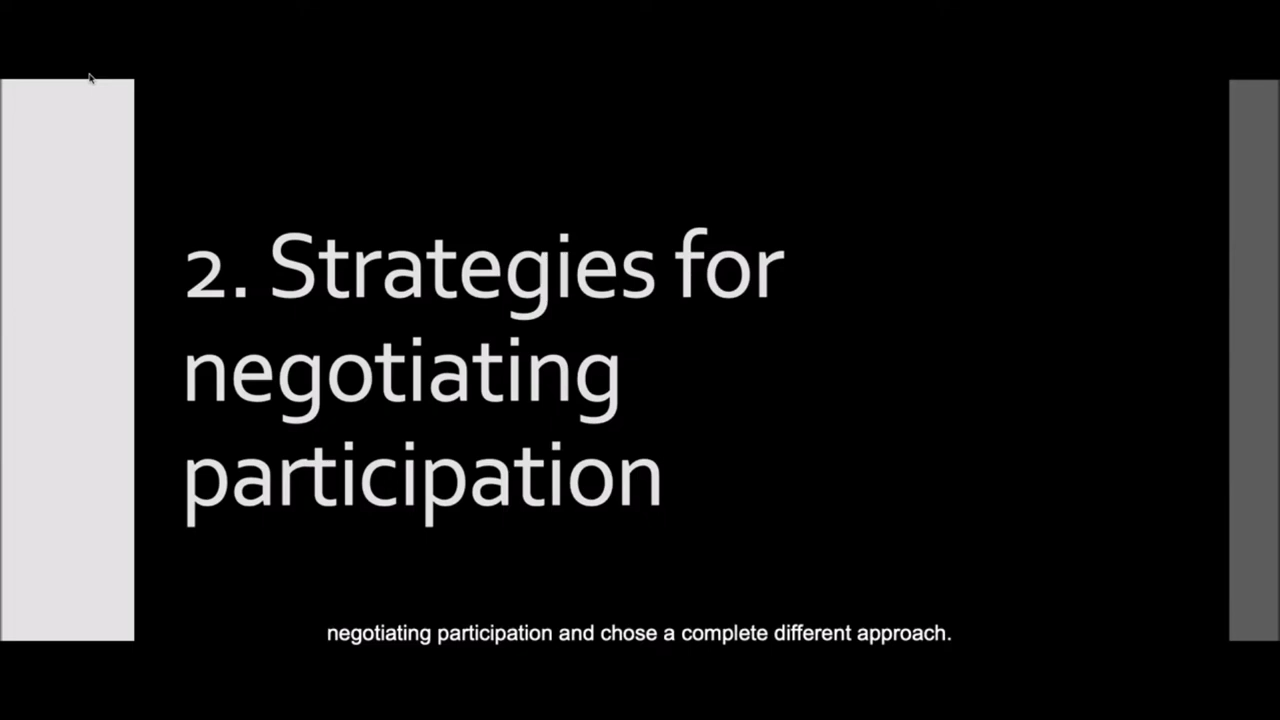 2. Strategies for
negotiating
participation
negotiating participation and chose a complete different approach.